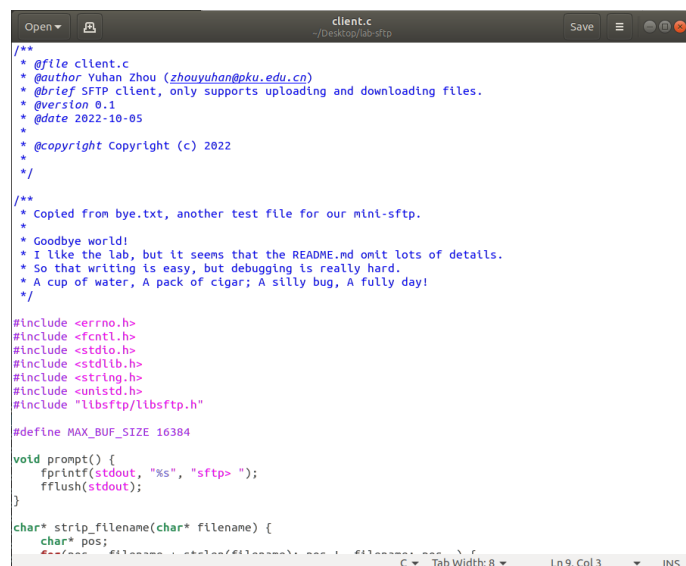 Open
client.c
~/Desktop/lab-sftp
Save
/**
 * @file client.c
 * @author Yuhan Zhou (zhouyuhan@pku.edu.cn)
 * @brief SFTP client, only supports uploading and downloading files.
 * @version 0.1
 * @date 2022-10-05
 *
 * @copyright Copyright (c) 2022
 *
 */
/**
 * Copied from bye.txt, another test file for our mini-sftp.
 *
 * Goodbye world!
 * I like the lab, but it seems that the README.md omit lots of details.
 * So that writing is easy, but debugging is really hard.
 * A cup of water, A pack of cigar; A silly bug, A fully day!
 */
#include <errno.h>
#include <fcntl.h>
#include <stdio.h>
#include <stdlib.h>
#include <string.h>
#include <unistd.h>
#include "libsftp/libsftp.h"
#define MAX_BUF_SIZE 16384
void prompt() {
    fprintf(stdout, "%s", "sftp> ");
    fflush(stdout);
}
char* strip_filename(char* filename) {
    char* pos;
C Tab Width: 8 Ln 9, Col 3 INS